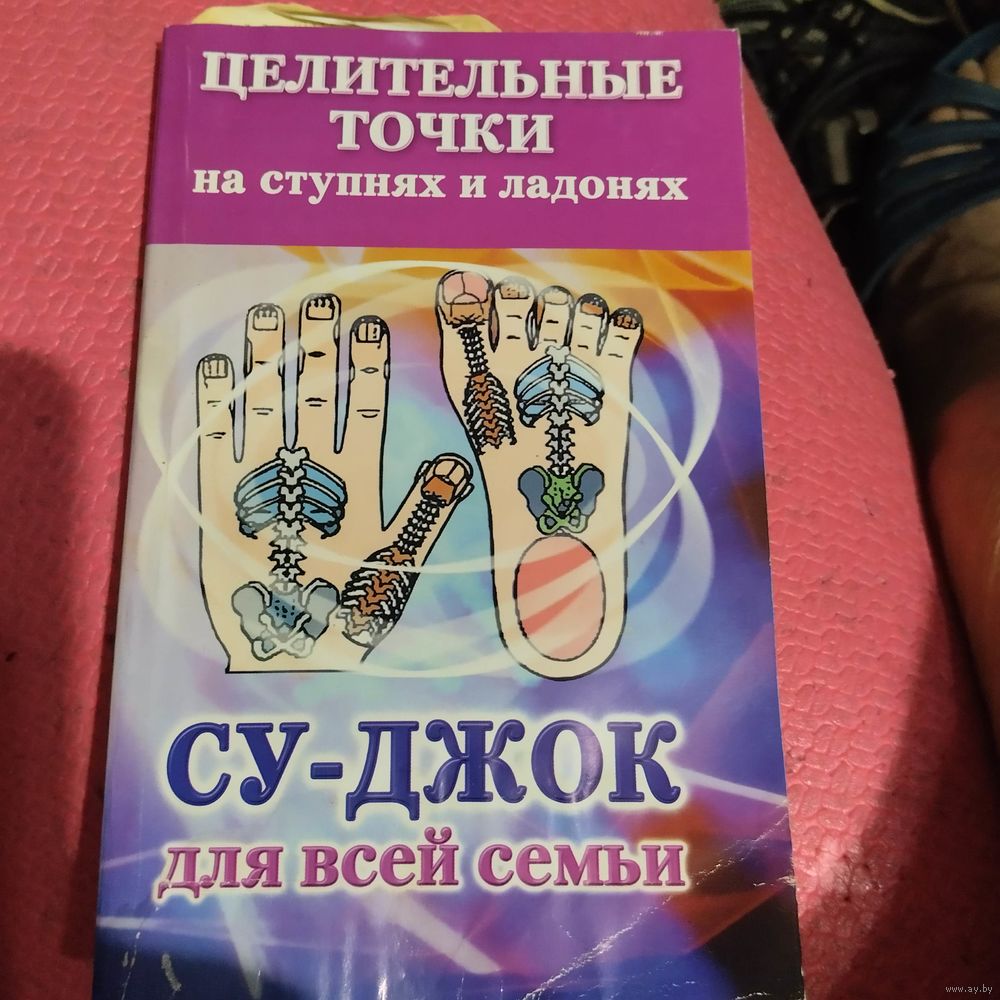 ЦЕЛИТЕЛЬНЫЕ
ТОЧКИ
на ступнях и ладонях
СУ-ДЖОК
для всей семьи
www.ay.by